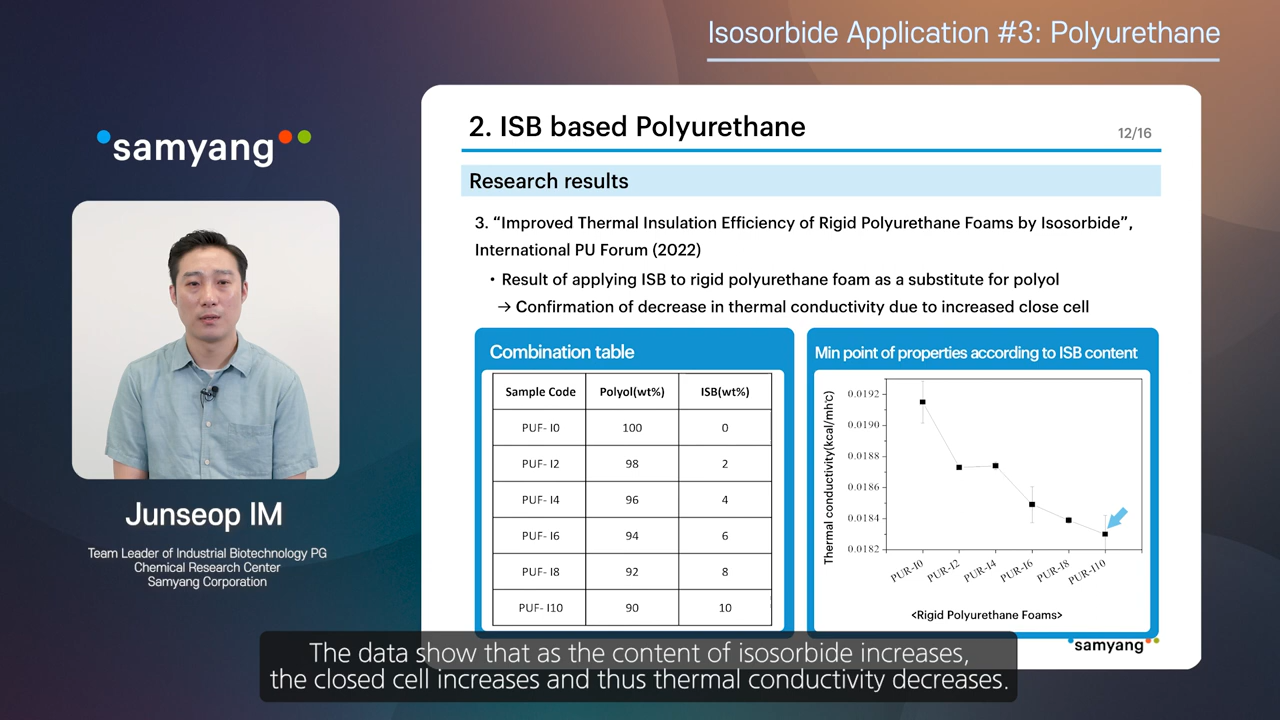 Isosorbide Application #3: Polyurethane
samyang
Junseop IM
Team Leader of Industrial Biotechnology PG
Chemical Research Center
Samyang Corporation
2. ISB based Polyurethane
12/16
Research results
3. “Improved Thermal Insulation Efficiency of Rigid Polyurethane Foams by Isosorbide”,
International PU Forum (2022)
• Result of applying ISB to rigid polyurethane foam as a substitute for polyol
→ Confirmation of decrease in thermal conductivity due to increased close cell
Combination table
Sample Code Polyol(wt%) ISB(wt%)
PUF- I0 100 0
PUF- I2 98 2
PUF- I4 96 4
PUF- I6 94 6
PUF- I8 92 8
PUF- I10 90 10
Min point of properties according to ISB content
Thermal conductivity(kcal/mh℃)
0.0192
0.0190
0.0188
0.0186
0.0184
0.0182
PUR-I0 PUR-I2 PUR-I4 PUR-I6 PUR-I8 PUR-I10
<Rigid Polyurethane Foams>
samyang
The data show that as the content of isosorbide increases,
the closed cell increases and thus thermal conductivity decreases.